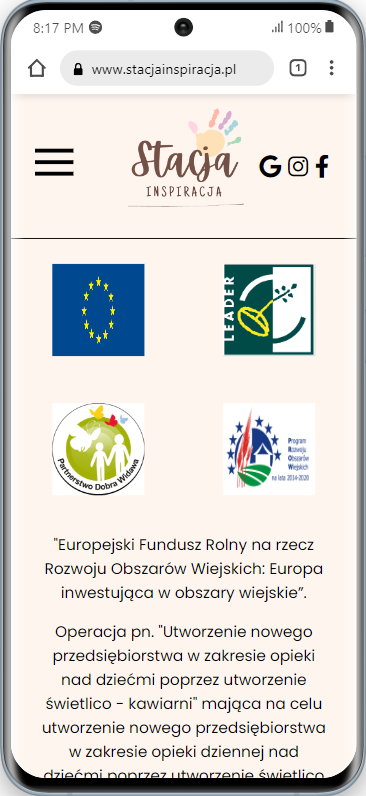 8:17 PM 100%
www.stacjainspiracja.pl 1
Stacja
INSPIRACJA
LEADER
Partnerstwo Dobra Widawa
Program
Rozwoju
Obszarów
Wiejskich
na lata 2014-2020
"Europejski Fundusz Rolny na rzecz
Rozwoju Obszarów Wiejskich: Europa
inwestująca w obszary wiejskie”.
Operacja pn. "Utworzenie nowego
przedsiębiorstwa w zakresie opieki
nad dziećmi poprzez utworzenie
świetlico - kawiarni" mająca na celu
utworzenie nowego przedsiębiorstwa
w zakresie opieki dziennej nad
dziećmi poprzez utworzenie świetlico